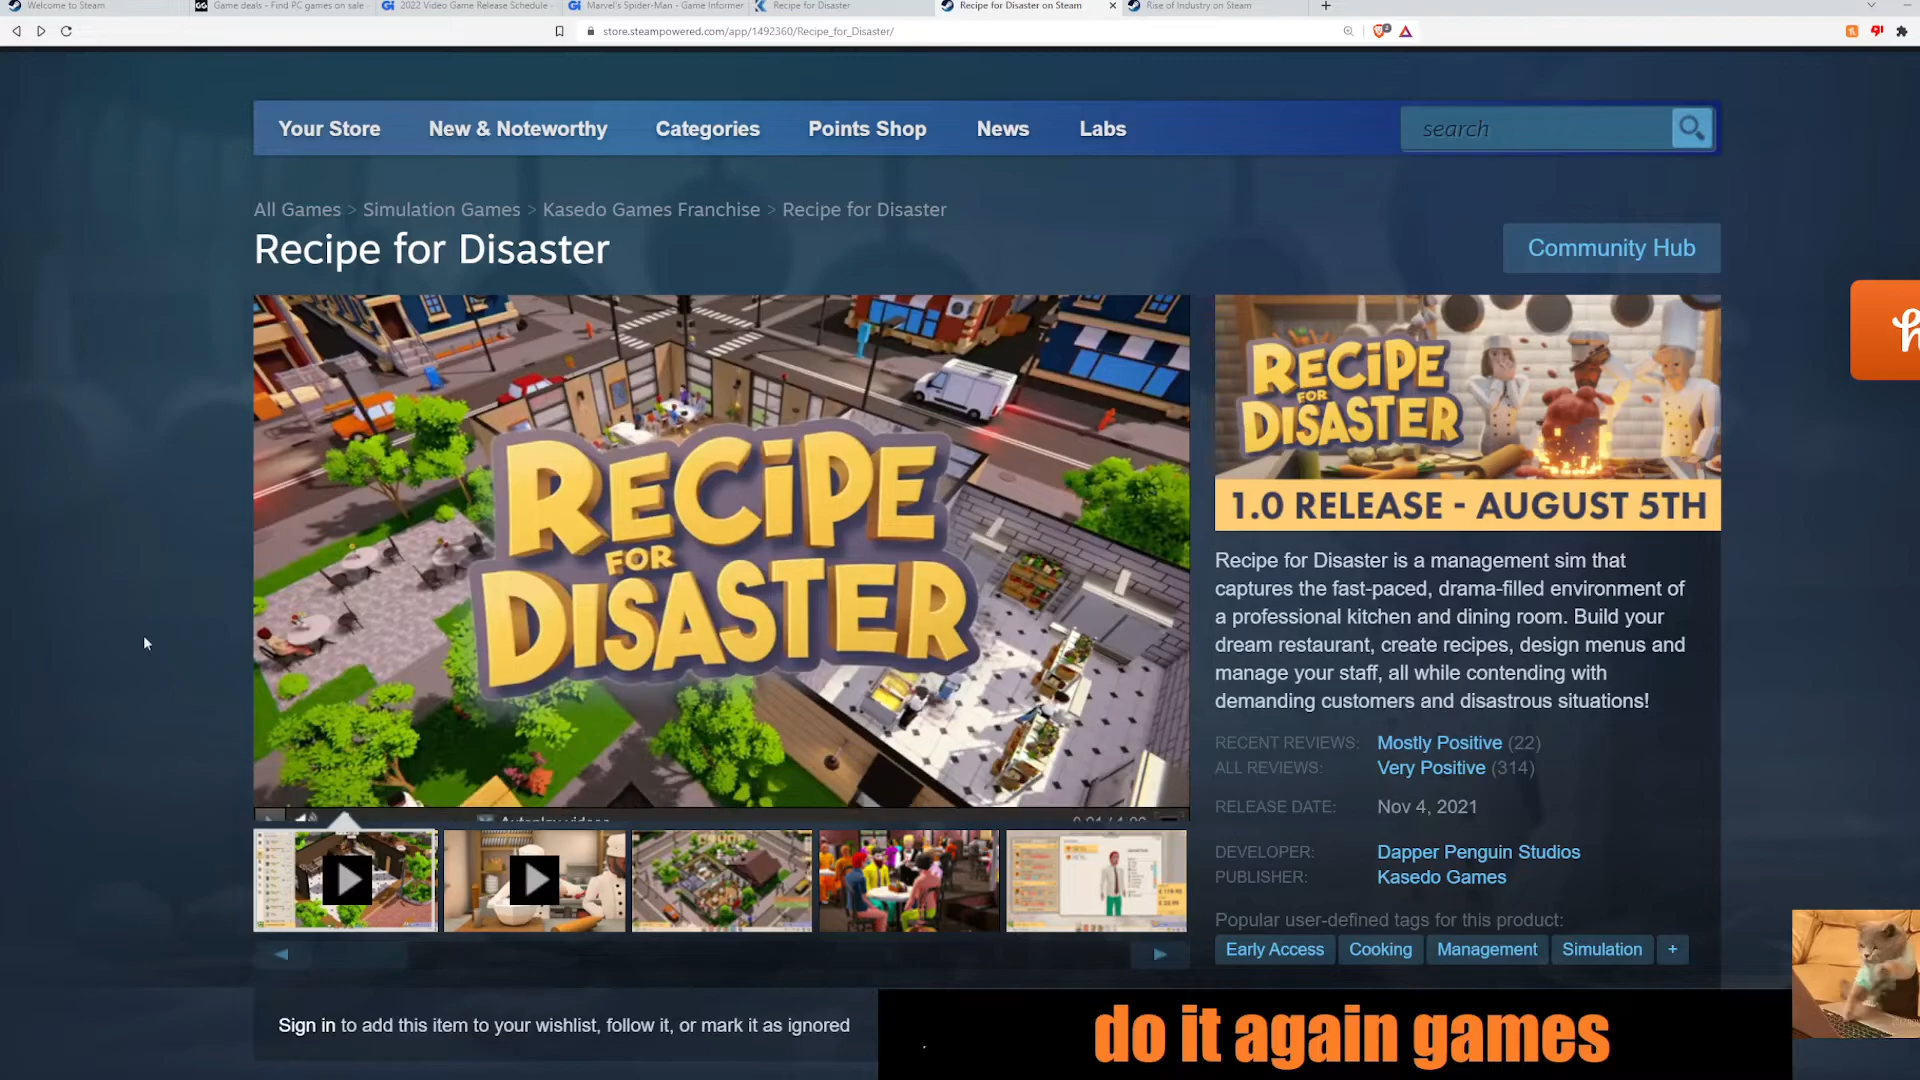 Welcome to Steam
Game deals - Find PC games on sale
2022 Video Game Release Schedule -
Marvel's Spider-Man - Game Informer
Recipe for Disaster
Recipe for Disaster on Steam
Rise of Industry on Steam
store.steampowered.com/app/1492360/Recipe_for_Disaster/
Your Store
New & Noteworthy
Categories
Points Shop
News
Labs
search
All Games > Simulation Games > Kasedo Games Franchise > Recipe for Disaster
Recipe for Disaster
Community Hub
RECIPE
FOR
DISASTER
RECIPE
FOR
DISASTER
1.0 RELEASE - AUGUST 5TH
Recipe for Disaster is a management sim that
captures the fast-paced, drama-filled environment of
a professional kitchen and dining room. Build your
dream restaurant, create recipes, design menus and
manage your staff, all while contending with
demanding customers and disastrous situations!
RECENT REVIEWS: Mostly Positive (22)
ALL REVIEWS: Very Positive (314)
RELEASE DATE: Nov 4, 2021
DEVELOPER: Dapper Penguin Studios
PUBLISHER: Kasedo Games
Popular user-defined tags for this product:
Early Access
Cooking
Management
Simulation
+
Autoplay videos
Sign in to add this item to your wishlist, follow it, or mark it as ignored
do it again games